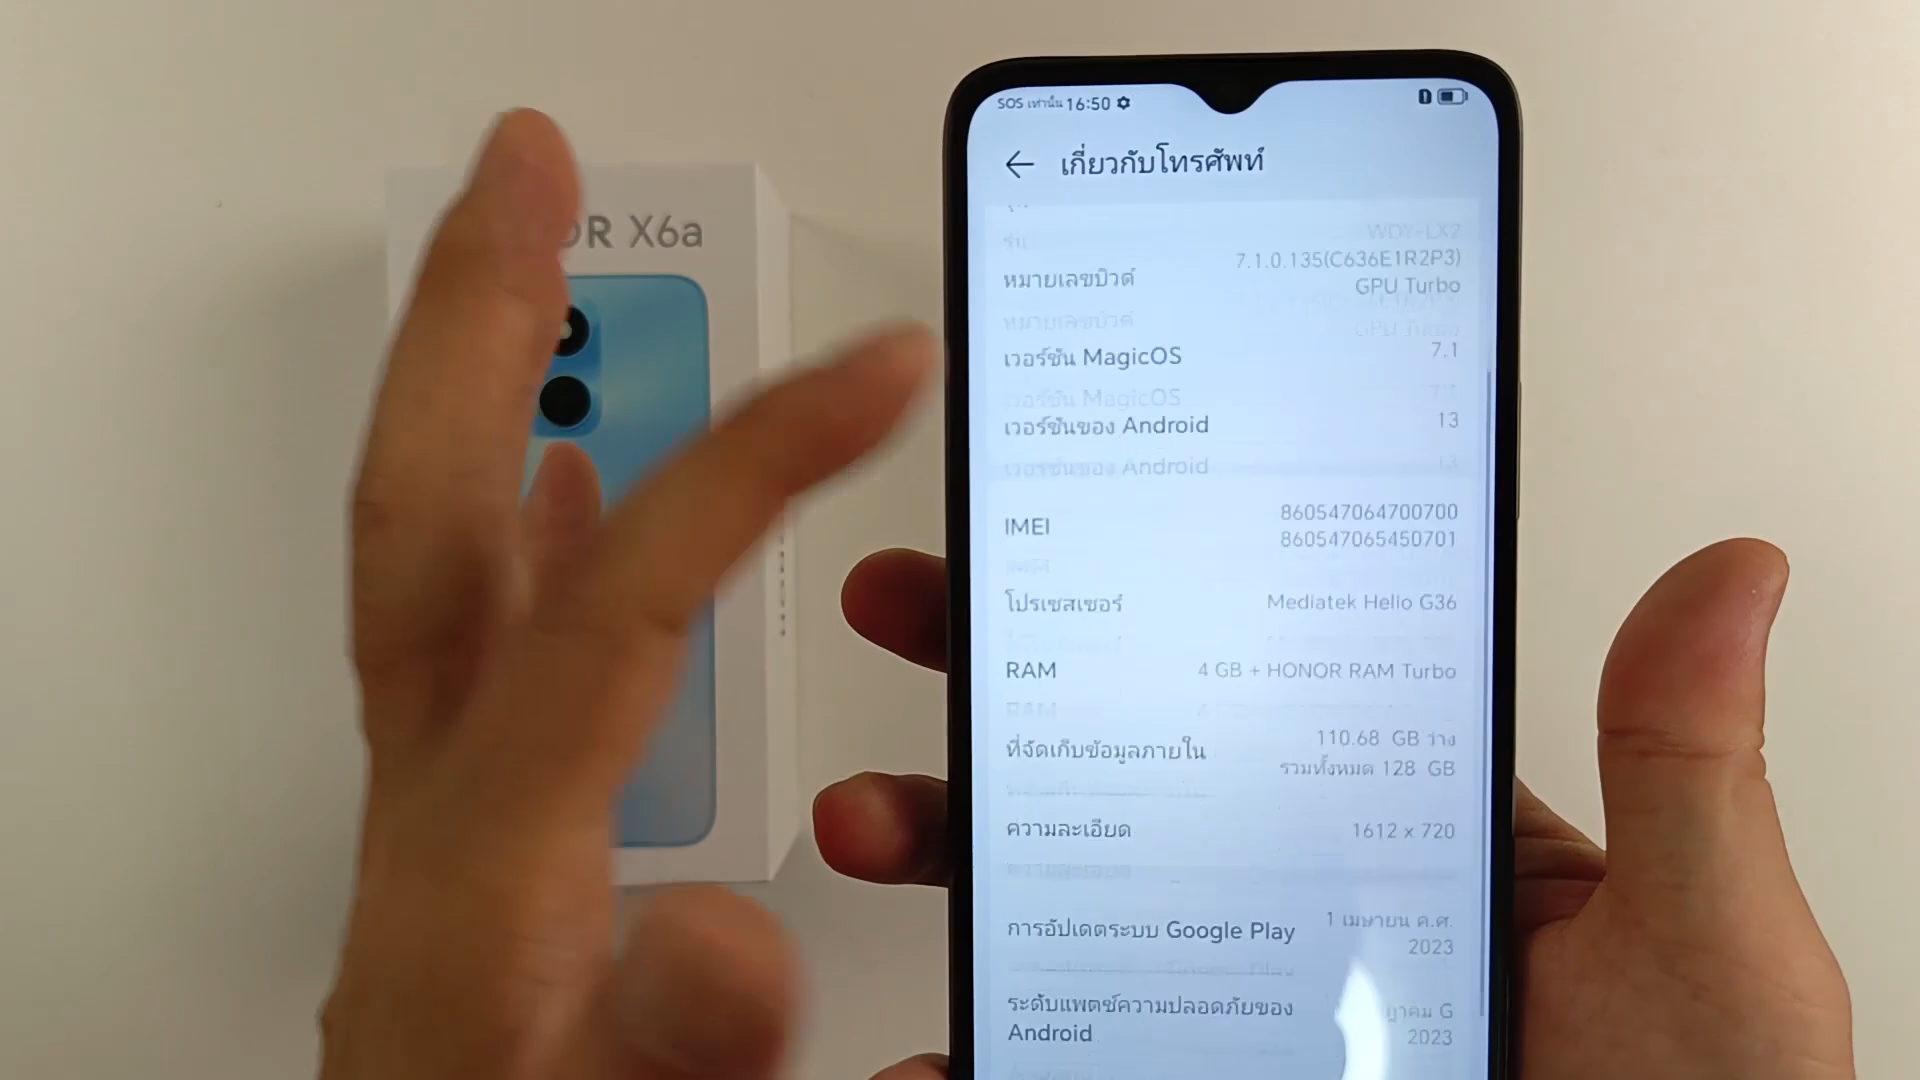 SOS เท่านั้น 16:50
เกี่ยวกับโทรศัพท์
รุ่น WDY-LX2
หมายเลขบิวด์ 7.1.0.135(C636E1R2P3)
GPU Turbo
เวอร์ชัน MagicOS 7.1
เวอร์ชันของ Android 13
IMEI 860547064700700
860547065450701
โปรเซสเซอร์ Mediatek Helio G36
RAM 4 GB + HONOR RAM Turbo
ที่จัดเก็บข้อมูลภายใน 110.68 GB ว่าง
รวมทั้งหมด 128 GB
ความละเอียด 1612 x 720
การอัปเดตระบบ Google Play 1 เมษายน ค.ศ.
2023
ระดับแพตช์ความปลอดภัยของ
Android 2023
R X6a